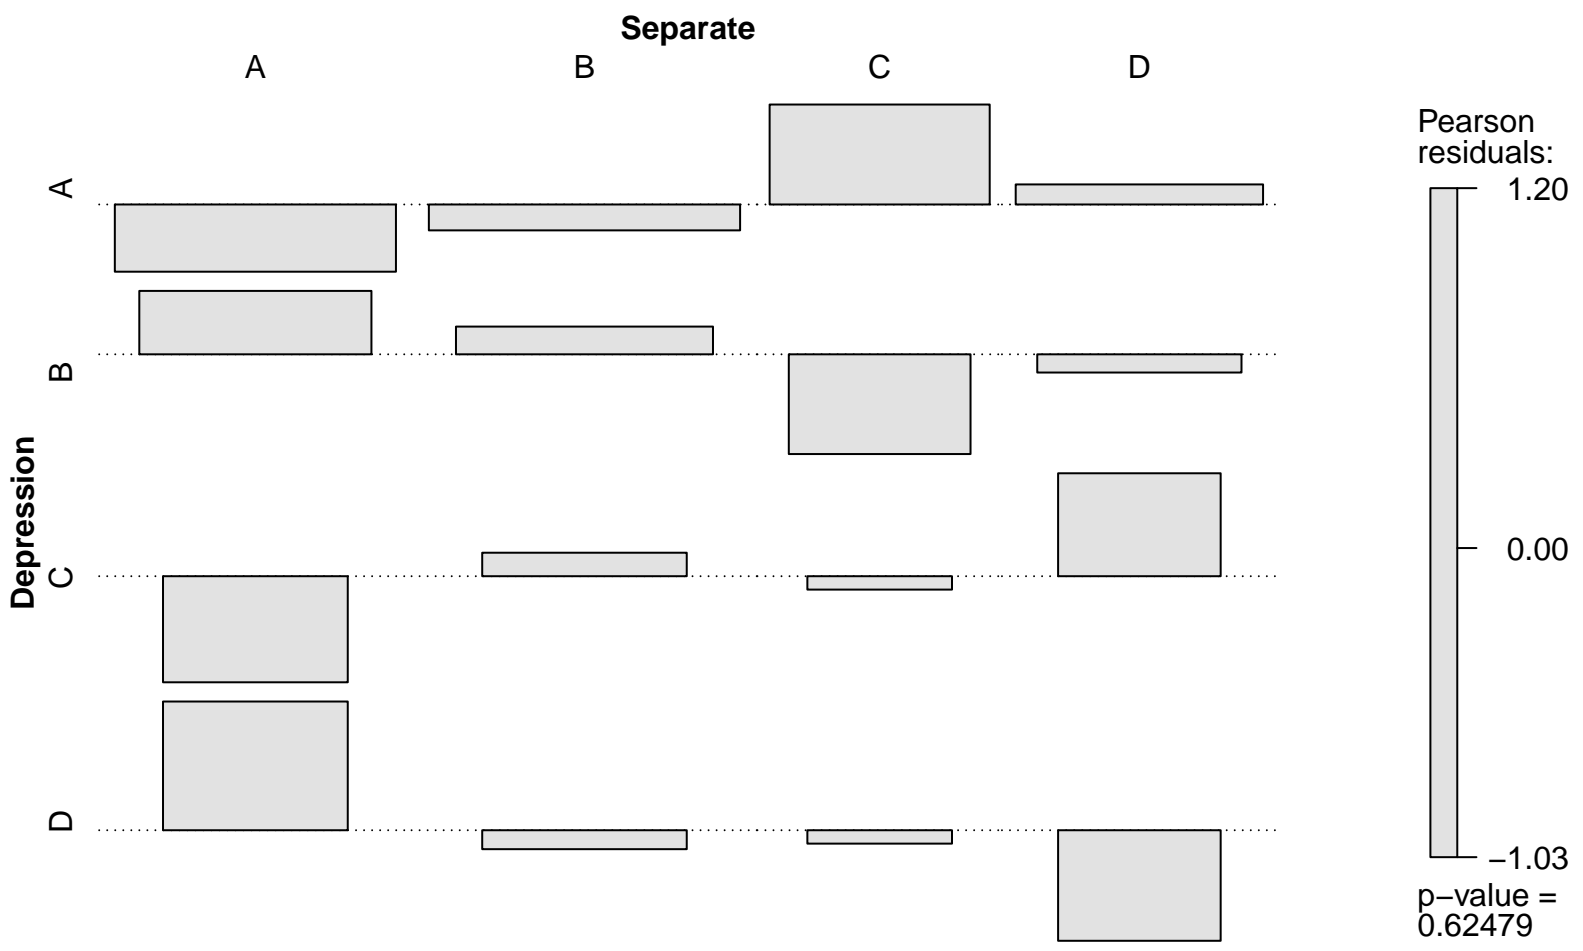 Separate
A B C D
Depression
A
B
C
D
Pearson
residuals:
1.20
0.00
−1.03
p−value =
0.62479